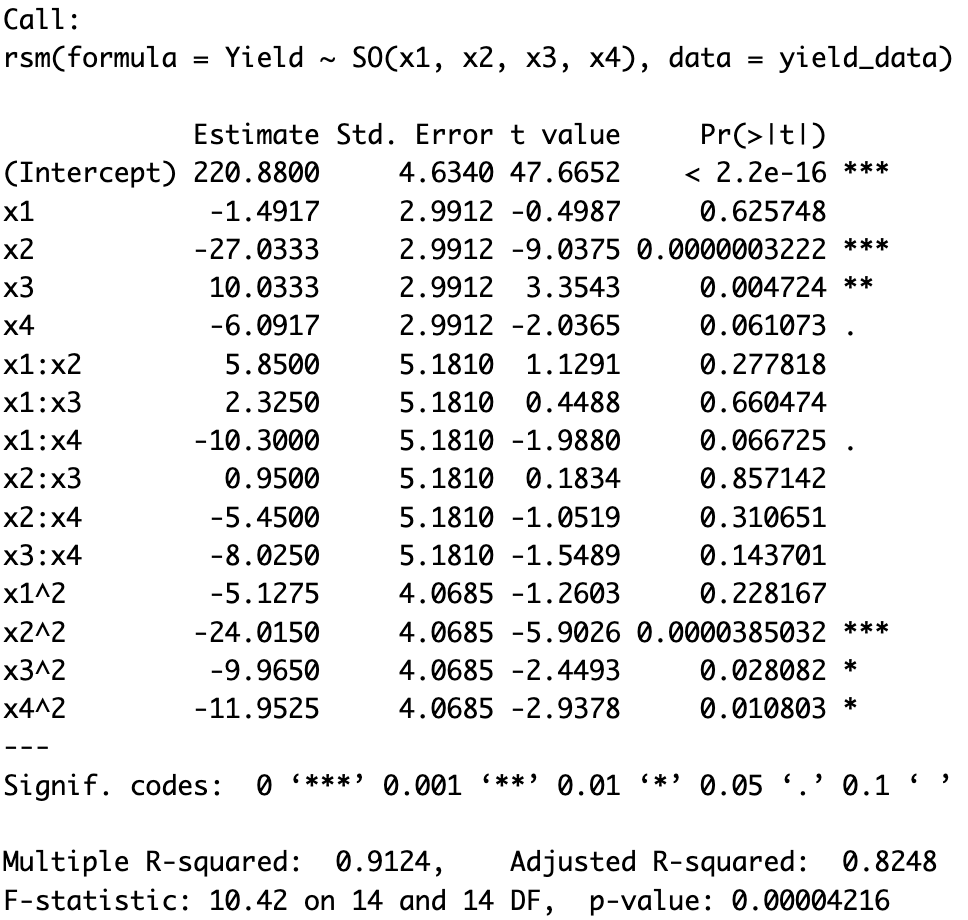 Call:
rsm(formula = Yield ~ SO(x1, x2, x3, x4), data = yield_data)

            Estimate Std. Error t value     Pr(>|t|)
(Intercept) 220.8800     4.6340 47.6652    < 2.2e-16 ***
x1           -1.4917     2.9912 -0.4987     0.625748
x2          -27.0333     2.9912 -9.0375 0.0000003222 ***
x3           10.0333     2.9912  3.3543     0.004724 **
x4           -6.0917     2.9912 -2.0365     0.061073 .
x1:x2         5.8500     5.1810  1.1291     0.277818
x1:x3         2.3250     5.1810  0.4488     0.660474
x1:x4       -10.3000     5.1810 -1.9880     0.066725 .
x2:x3         0.9500     5.1810  0.1834     0.857142
x2:x4        -5.4500     5.1810 -1.0519     0.310651
x3:x4        -8.0250     5.1810 -1.5489     0.143701
x1^2         -5.1275     4.0685 -1.2603     0.228167
x2^2        -24.0150     4.0685 -5.9026 0.0000385032 ***
x3^2         -9.9650     4.0685 -2.4493     0.028082 *
x4^2        -11.9525     4.0685 -2.9378     0.010803 *
---
Signif. codes:  0 ‘***’ 0.001 ‘**’ 0.01 ‘*’ 0.05 ‘.’ 0.1 ‘ ’

Multiple R-squared:  0.9124,	Adjusted R-squared:  0.8248
F-statistic: 10.42 on 14 and 14 DF,  p-value: 0.00004216